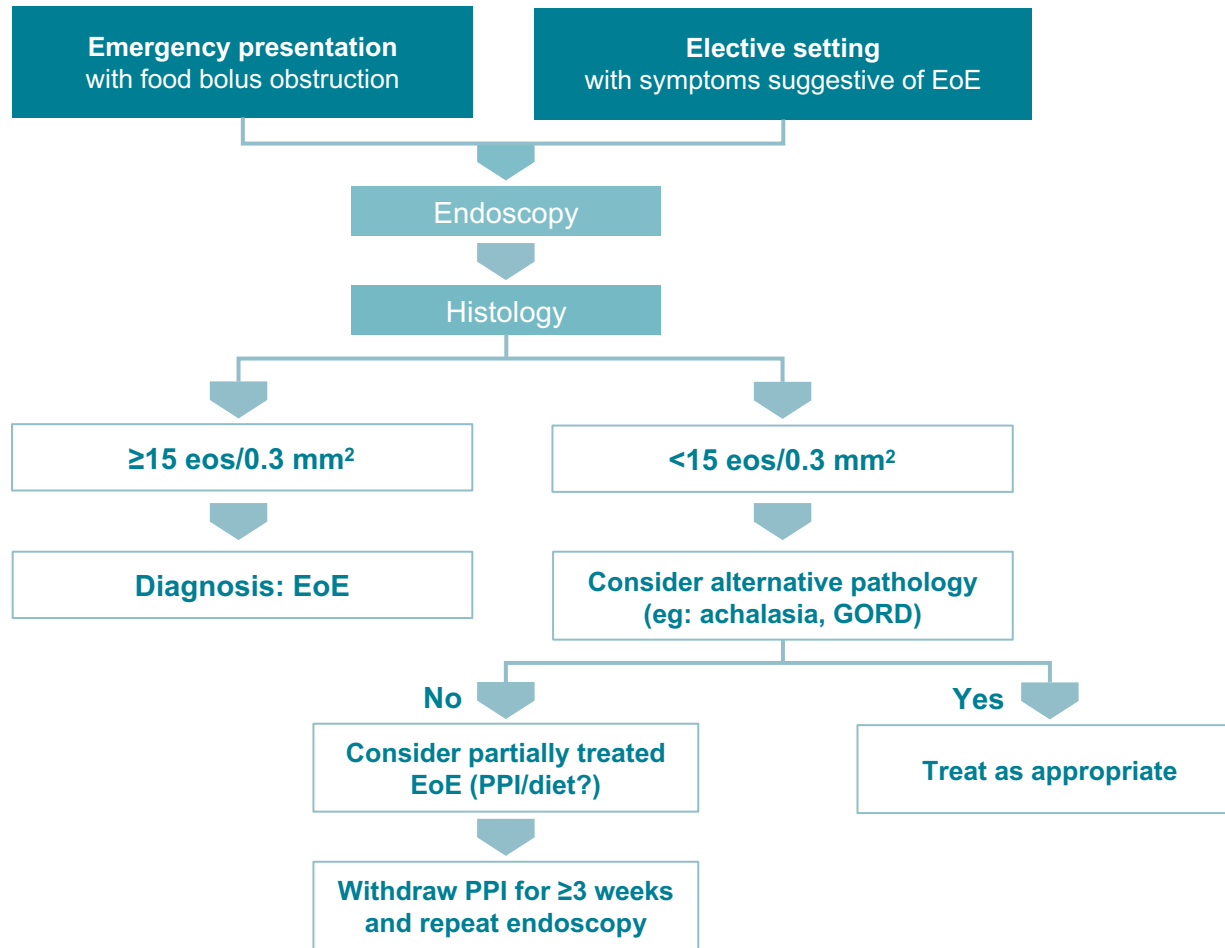 Emergency presentation
with food bolus obstruction
Elective setting
with symptoms suggestive of EoE
Endoscopy
Histology
≥15 eos/0.3 mm²
<15 eos/0.3 mm²
Diagnosis: EoE
Consider alternative pathology
(eg: achalasia, GORD)
No
Yes
Consider partially treated
EoE (PPI/diet?)
Treat as appropriate
Withdraw PPI for ≥3 weeks
and repeat endoscopy